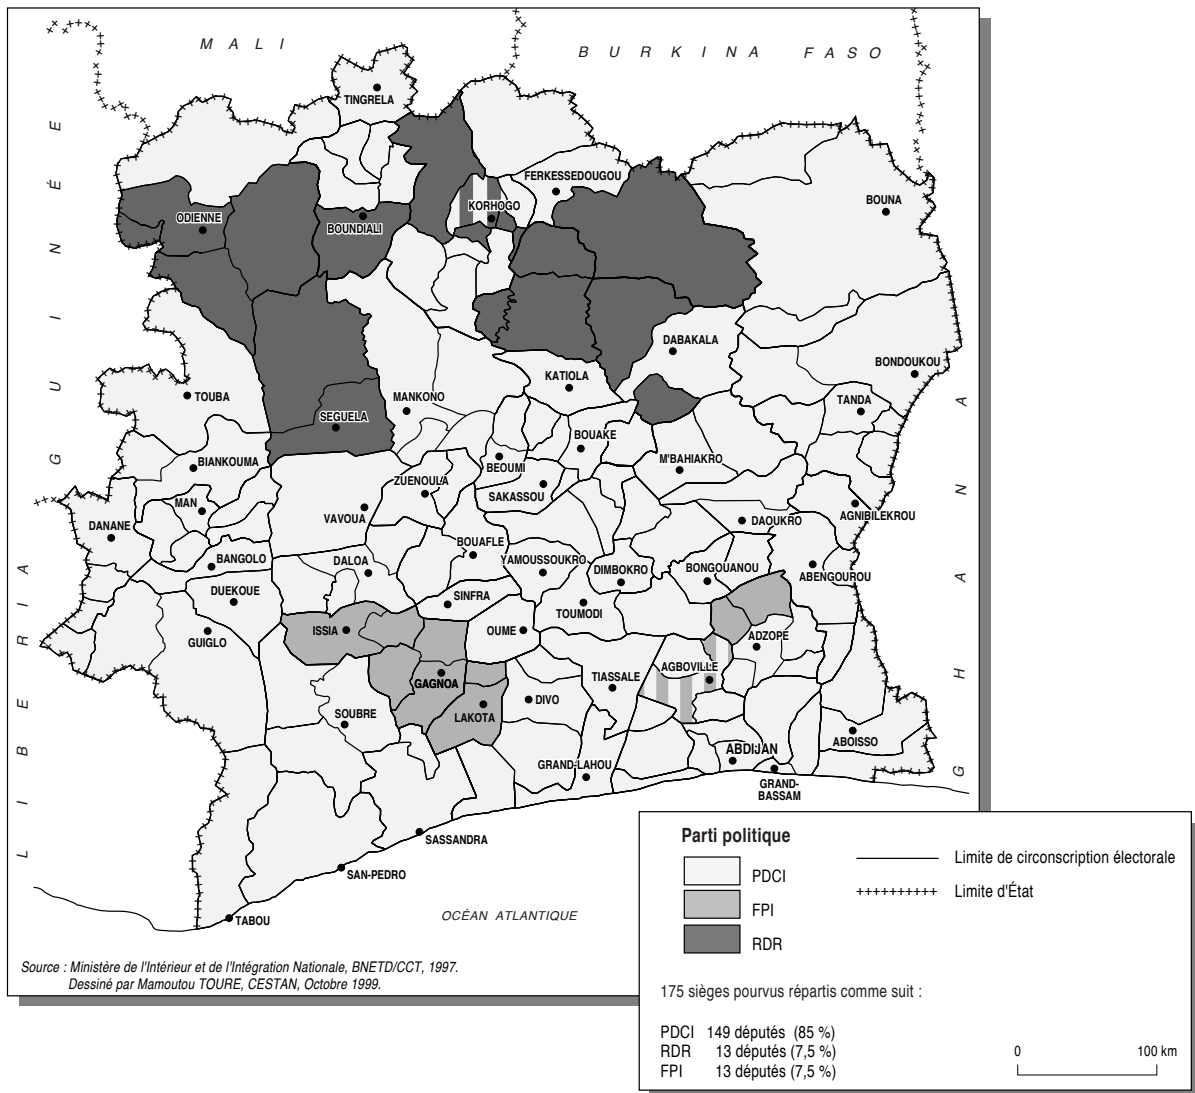 MALI
BURKINA FASO
GUINÉE
LIBERIA
GHANA
TINGRELA
FERKESSEDOUGOU
KORHOGO
BOUNA
ODIENNE
BOUNDIALI
DABAKALA
BONDOUKOU
KATIOLA
TOUBA
MANKONO
TANDA
SEGUELA
BOUAKE
BIANKOUMA
BEOUMI
M'BAHIAKRO
ZUENOULA
SAKASSOU
MAN
VAVOUA
AGNIBILEKROU
DANANE
DAOUKRO
BOUAFLE
BANGOLO
DALOA
YAMOUSSOUKRO
DIMBOKRO
BONGOUANOU
ABENGOUROU
DUEKOUE
SINFRA
TOUMODI
ISSIA
OUME
GUIGLO
ADZOPE
AGBOVILLE
GAGNOA
TIASSALE
DIVO
SOUBRE
LAKOTA
ABOISSO
ABDIJAN
GRAND-LAHOU
GRAND-
BASSAM
SASSANDRA
SAN-PEDRO
TABOU
OCÉAN ATLANTIQUE
Source : Ministère de l'Intérieur et de l'Intégration Nationale, BNETD/CCT, 1997.
Dessiné par Mamoutou TOURE, CESTAN, Octobre 1999.
Parti politique
PDCI
FPI
RDR
Limite de circonscription électorale
Limite d'État
175 sièges pourvus répartis comme suit :
PDCI 149 députés (85 %)
RDR 13 députés (7,5 %)
FPI 13 députés (7,5 %)
0 100 km